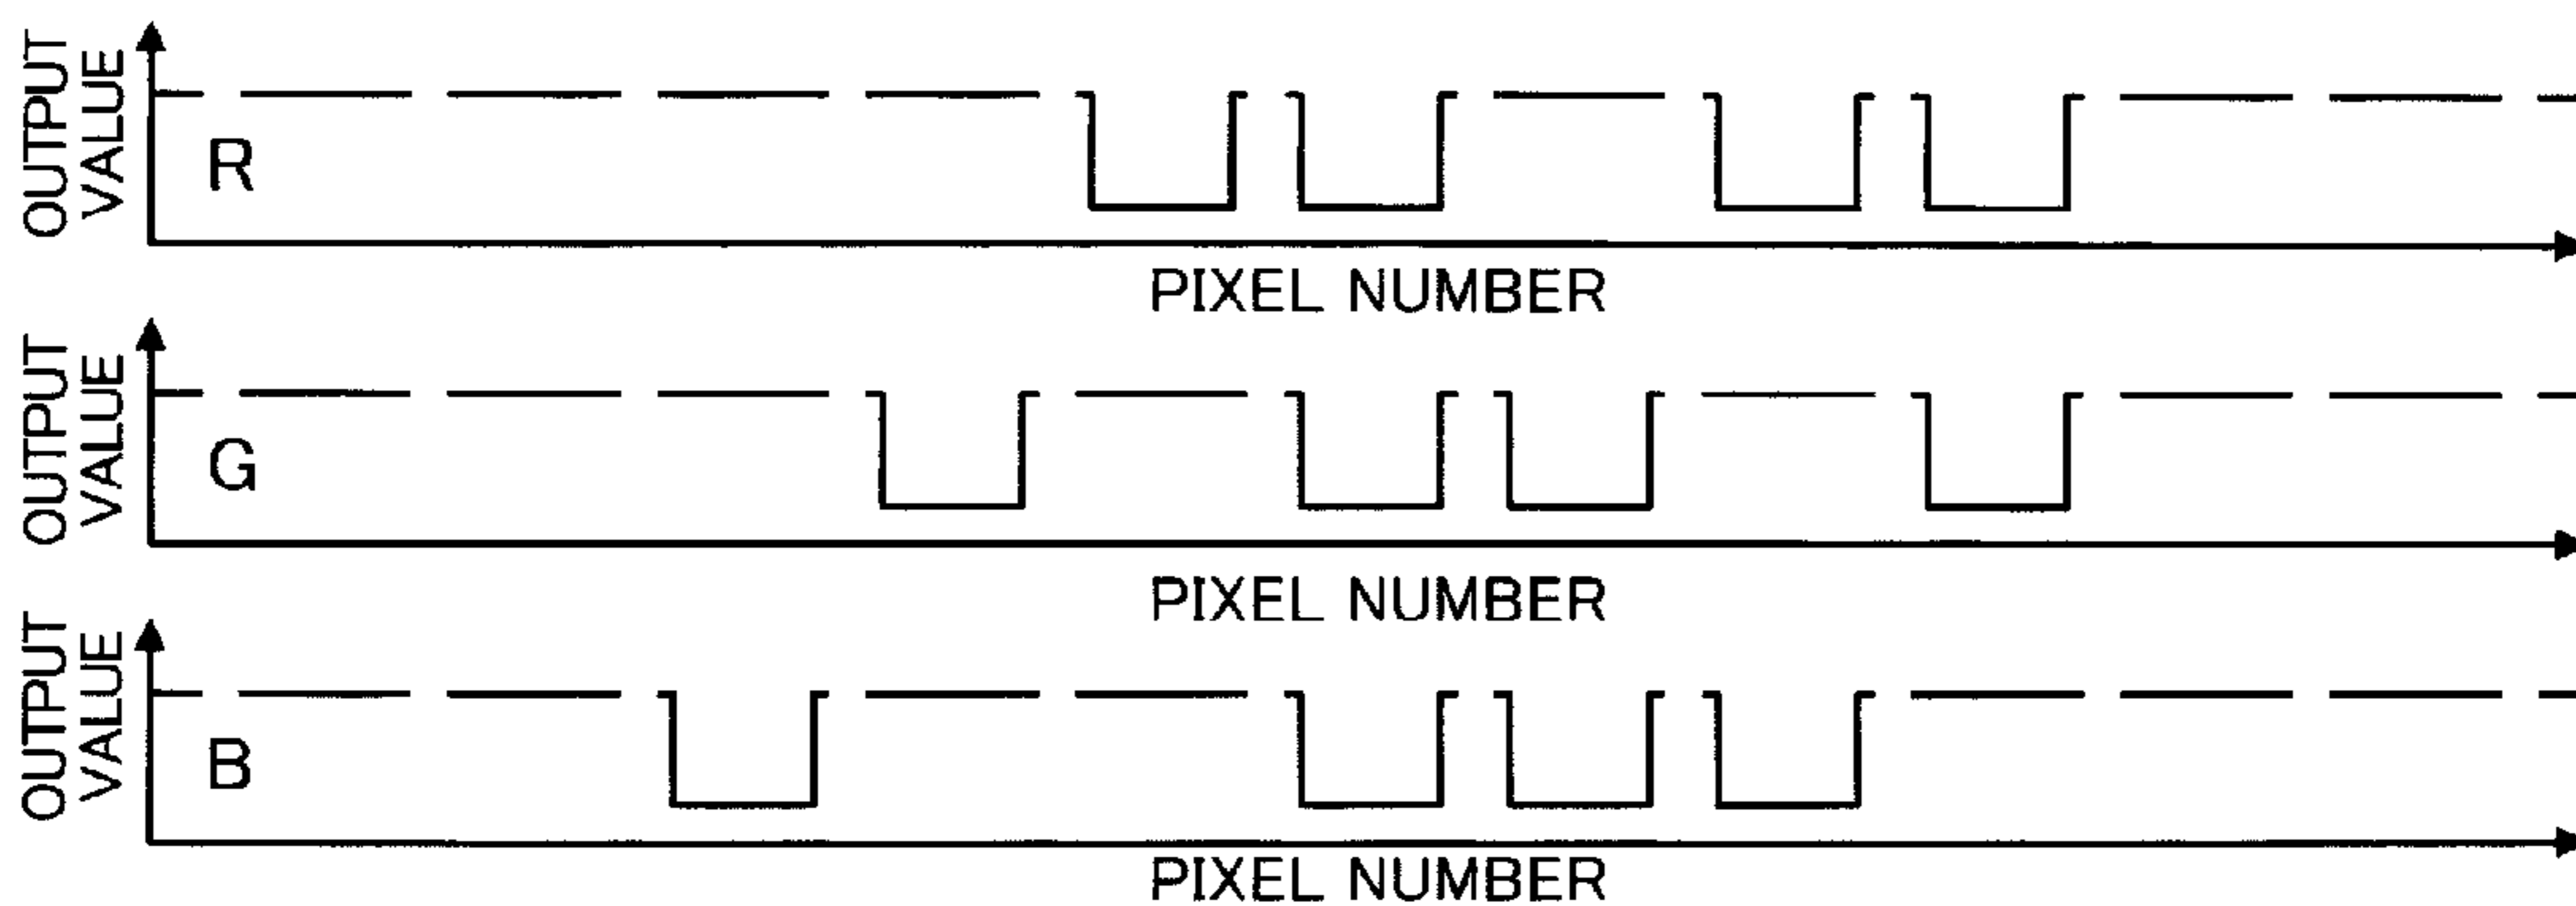 OUTPUT
VALUE
R
PIXEL NUMBER
OUTPUT
VALUE
G
PIXEL NUMBER
OUTPUT
VALUE
B
PIXEL NUMBER